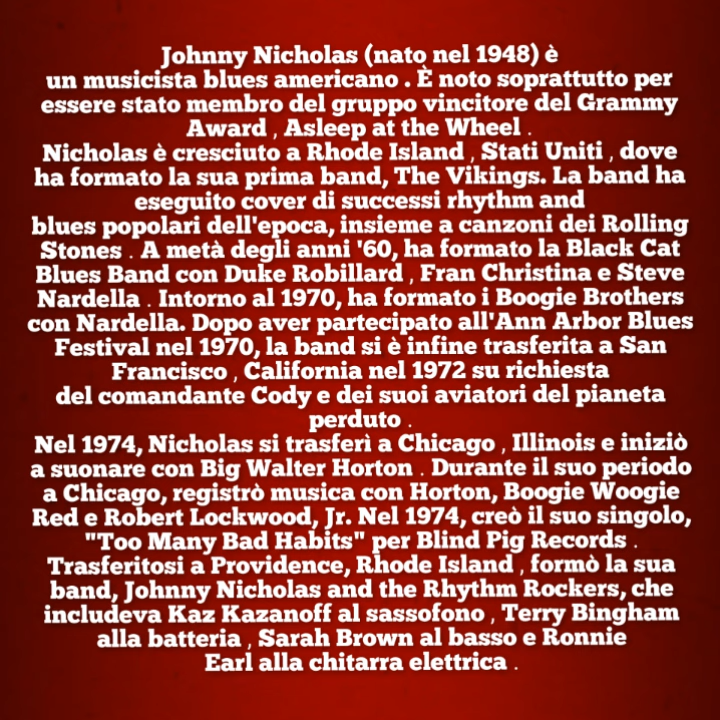 Johnny Nicholas (nato nel 1948) è
un musicista blues americano . È noto soprattutto per
essere stato membro del gruppo vincitore del Grammy
Award , Asleep at the Wheel .
Nicholas è cresciuto a Rhode Island , Stati Uniti , dove
ha formato la sua prima band, The Vikings. La band ha
eseguito cover di successi rhythm and
blues popolari dell'epoca, insieme a canzoni dei Rolling
Stones . A metà degli anni '60, ha formato la Black Cat
Blues Band con Duke Robillard , Fran Christina e Steve
Nardella . Intorno al 1970, ha formato i Boogie Brothers
con Nardella. Dopo aver partecipato all'Ann Arbor Blues
Festival nel 1970, la band si è infine trasferita a San
Francisco , California nel 1972 su richiesta
del comandante Cody e dei suoi aviatori del pianeta
perduto .
Nel 1974, Nicholas si trasferì a Chicago , Illinois e iniziò
a suonare con Big Walter Horton . Durante il suo periodo
a Chicago, registrò musica con Horton, Boogie Woogie
Red e Robert Lockwood, Jr. Nel 1974, creò il suo singolo,
"Too Many Bad Habits" per Blind Pig Records .
Trasferitosi a Providence, Rhode Island , formò la sua
band, Johnny Nicholas and the Rhythm Rockers, che
includeva Kaz Kazanoff al sassofono , Terry Bingham
alla batteria , Sarah Brown al basso e Ronnie
Earl alla chitarra elettrica .